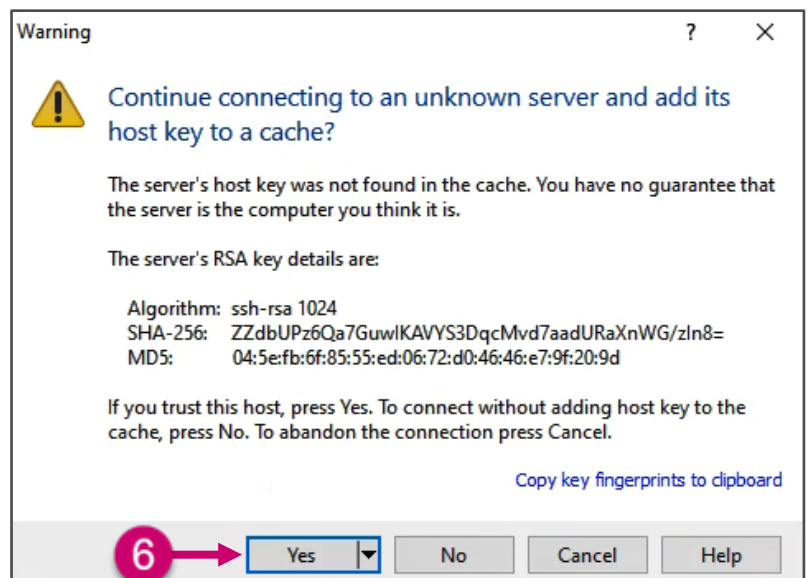 Warning
?
Continue connecting to an unknown server and add its
host key to a cache?
The server's host key was not found in the cache. You have no guarantee that
the server is the computer you think it is.
The server's RSA key details are:
Algorithm: ssh-rsa 1024
SHA-256: ZZdbUPz6Qa7GuwlKAVYS3DqcMvd7aadURaXnWG/zln8=
MD5: 04:5e:fb:6f:85:55:ed:06:72:d0:46:46:e7:9f:20:9d
If you trust this host, press Yes. To connect without adding host key to the
cache, press No. To abandon the connection press Cancel.
Copy key fingerprints to clipboard
6 Yes No Cancel Help